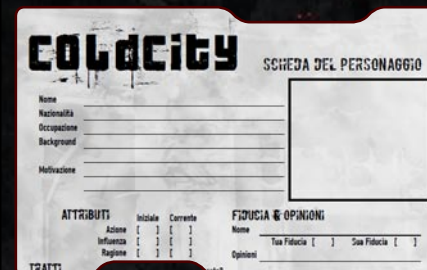 COLDCITY
SCHEDA DEL PERSONAGGIO
Nome
Nazionalità
Occupazione
Background
Motivazione
ATTRIBUTI Iniziale Corrente
Azione [ ] [ ]
Influenza [ ] [ ]
Ragione [ ] [ ]
FIDUCIA & OPINIONI
Nome
Tua Fiducia [ ] Sua Fiducia [ ]
Opinioni
TRATTI